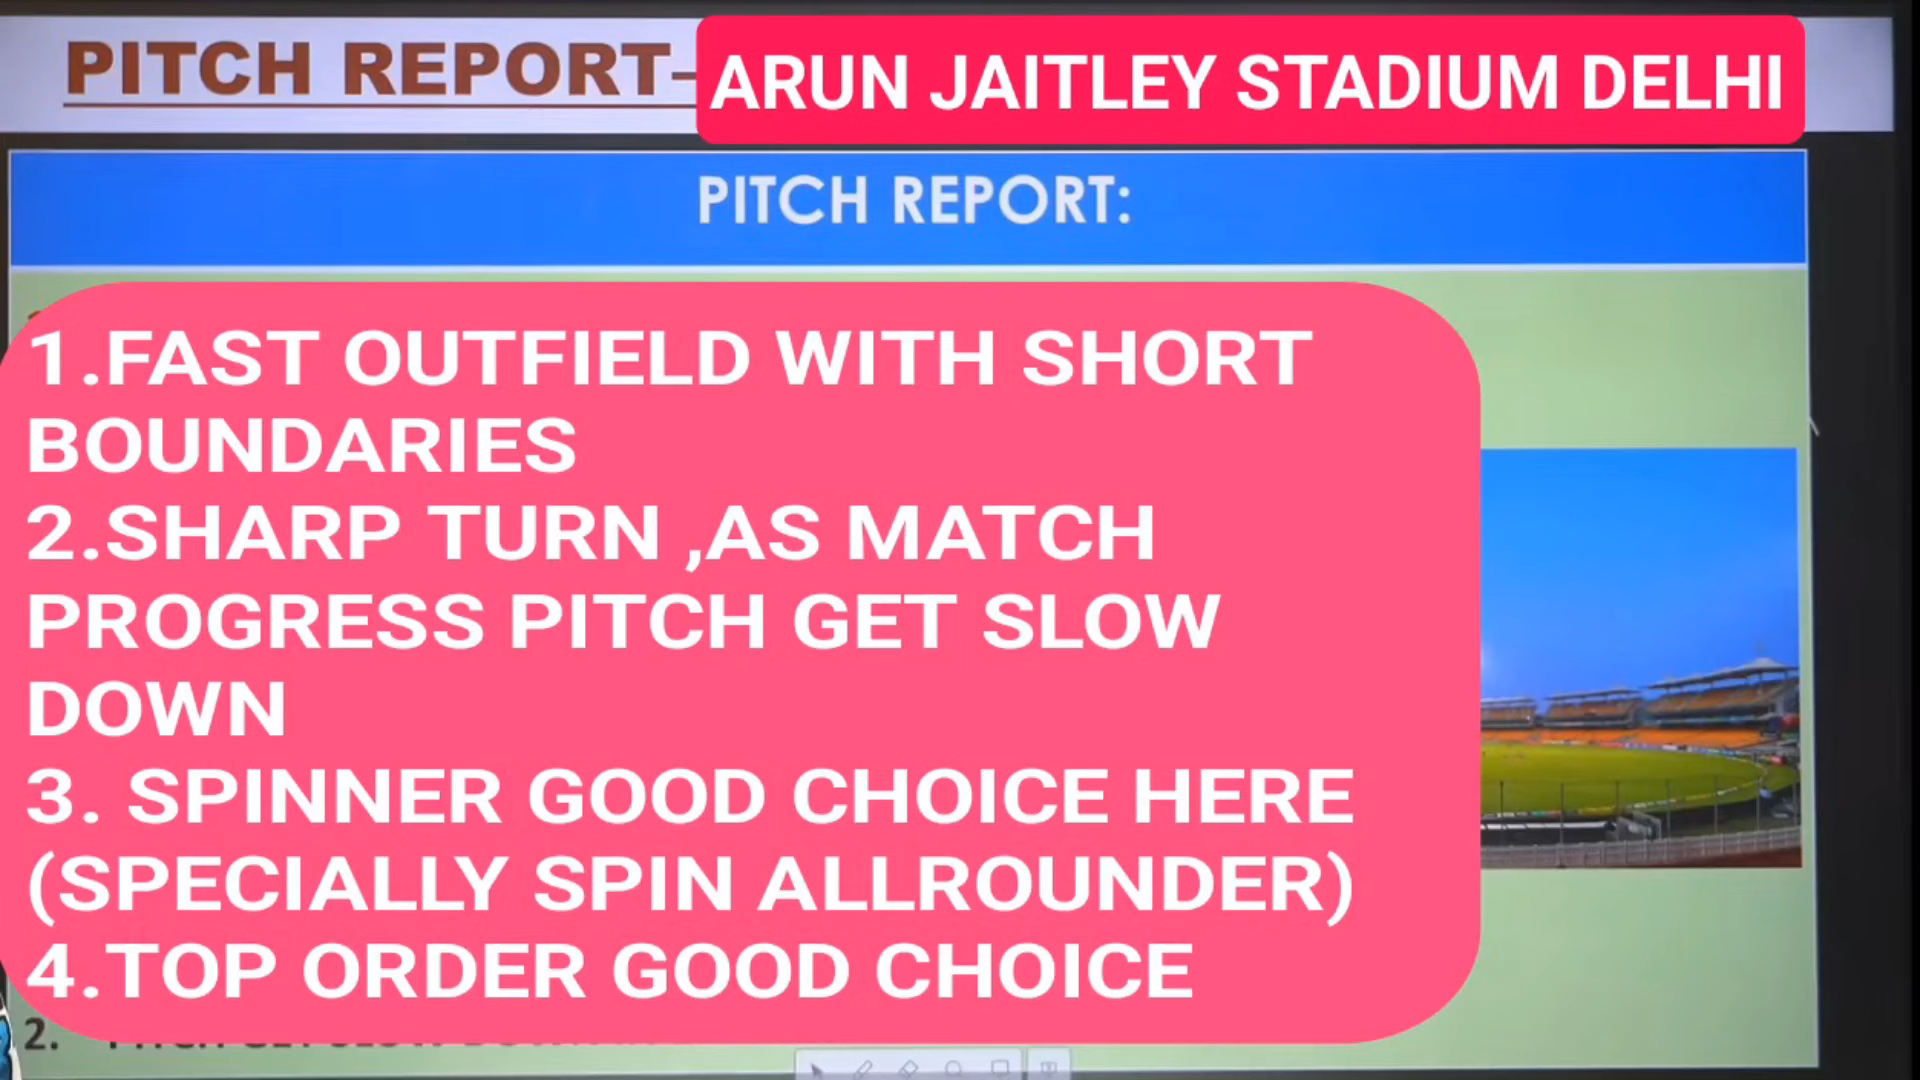 PITCH REPORT-
ARUN JAITLEY STADIUM DELHI
PITCH REPORT:
1.FAST OUTFIELD WITH SHORT
BOUNDARIES
2.SHARP TURN ,AS MATCH
PROGRESS PITCH GET SLOW
DOWN
3. SPINNER GOOD CHOICE HERE
(SPECIALLY SPIN ALLROUNDER)
4.TOP ORDER GOOD CHOICE
2.